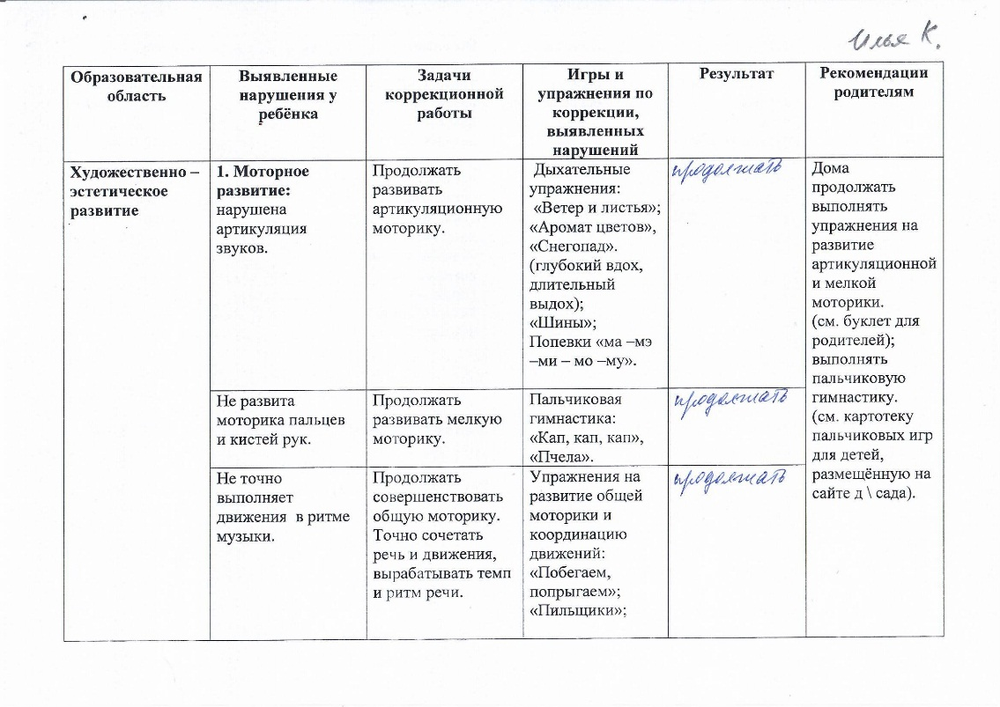 Илья К.
Образовательная
область
Выявленные
нарушения у
ребёнка
Задачи
коррекционной
работы
Игры и
упражнения по
коррекции,
выявленных
нарушений
Результат
Рекомендации
родителям
Художественно –
эстетическое
развитие
1. Моторное
развитие:
нарушена
артикуляция
звуков.
Продолжать
развивать
артикуляционную
моторику.
Дыхательные
упражнения:
«Ветер и листья»;
«Аромат цветов»,
«Снегопад».
(глубокий вдох,
длительный
выдох);
«Шины»;
Попевки «ма –мэ
–ми – мо –му».
продолжать
Дома
продолжать
выполнять
упражнения на
развитие
артикуляционной
и мелкой
моторики.
(см. буклет для
родителей);
выполнять
пальчиковую
гимнастику.
(см. картотеку
пальчиковых игр
для детей,
размещённую на
сайте д \ сада).
Не развита
моторика пальцев
и кистей рук.
Продолжать
развивать мелкую
моторику.
Пальчиковая
гимнастика:
«Кап, кап, кап»,
«Пчела».
продолжать
Не точно
выполняет
движения в ритме
музыки.
Продолжать
совершенствовать
общую моторику.
Точно сочетать
речь и движения,
вырабатывать темп
и ритм речи.
Упражнения на
развитие общей
моторики и
координацию
движений:
«Побегаем,
попрыгаем»;
«Пильщики»;
продолжать